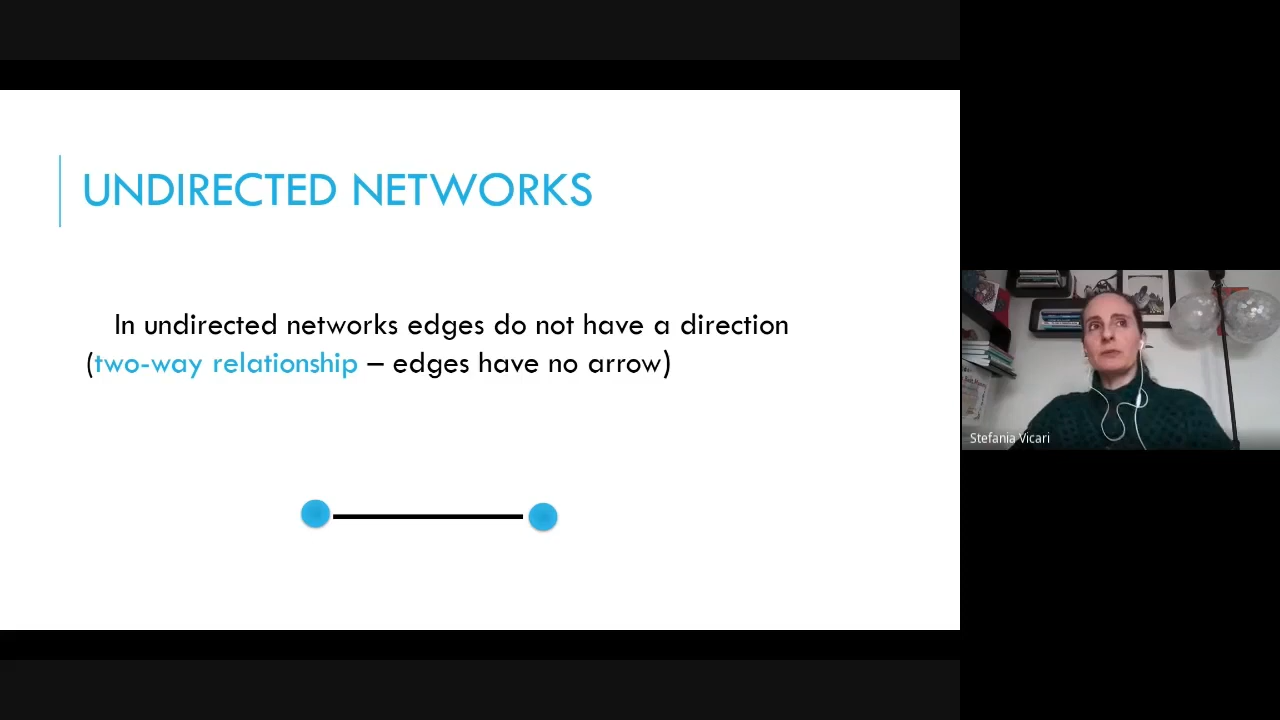 UNDIRECTED NETWORKS
In undirected networks edges do not have a direction
(two-way relationship – edges have no arrow)
Stefania Vicari